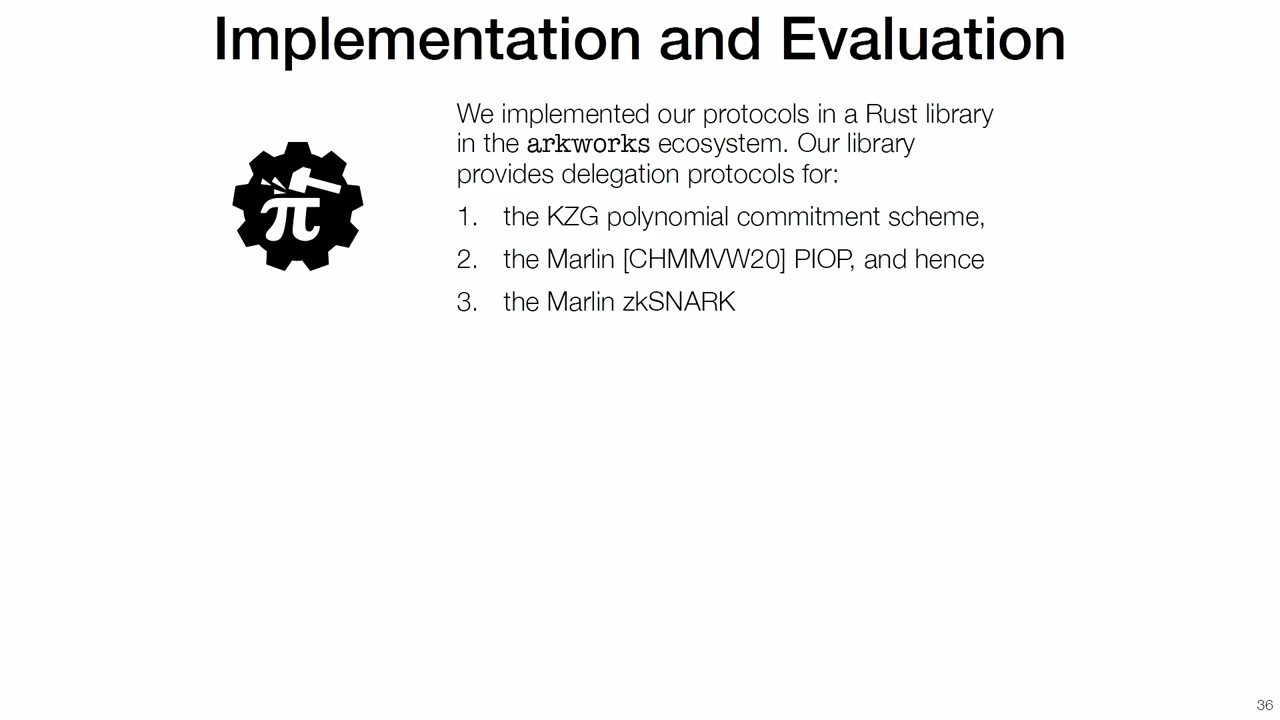 Implementation and Evaluation
We implemented our protocols in a Rust library
in the arkworks ecosystem. Our library
provides delegation protocols for:
1. the KZG polynomial commitment scheme,
2. the Marlin [CHMMVW20] PIOP, and hence
3. the Marlin zkSNARK
π
36